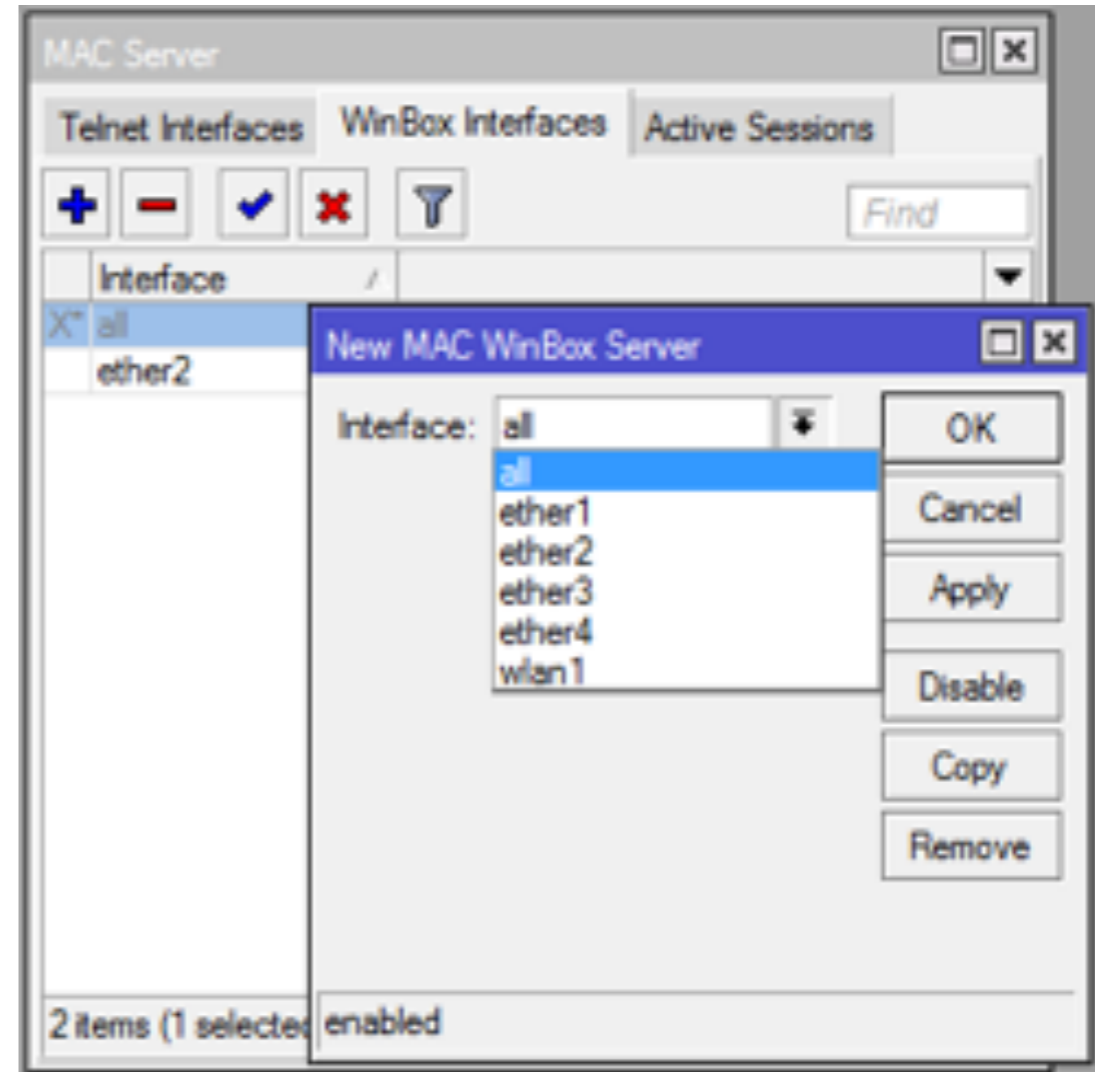 MAC Server
Telnet Interfaces WinBox Interfaces Active Sessions
Find
Interface
X* all
ether2
New MAC WinBox Server
Interface: all
all
ether1
ether2
ether3
ether4
wlan1
OK
Cancel
Apply
Disable
Copy
Remove
2 items (1 selected
enabled